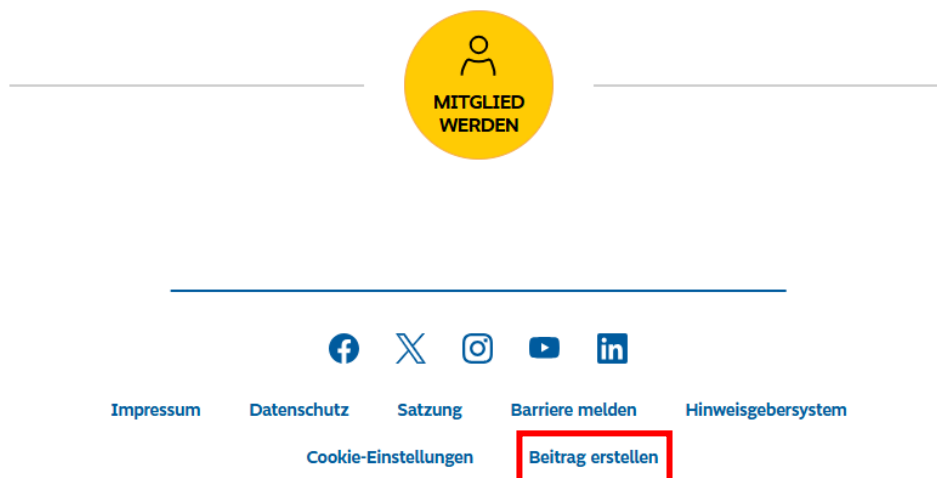 MITGLIED
WERDEN
Impressum Datenschutz Satzung Barriere melden Hinweisgebersystem
Cookie-Einstellungen Beitrag erstellen